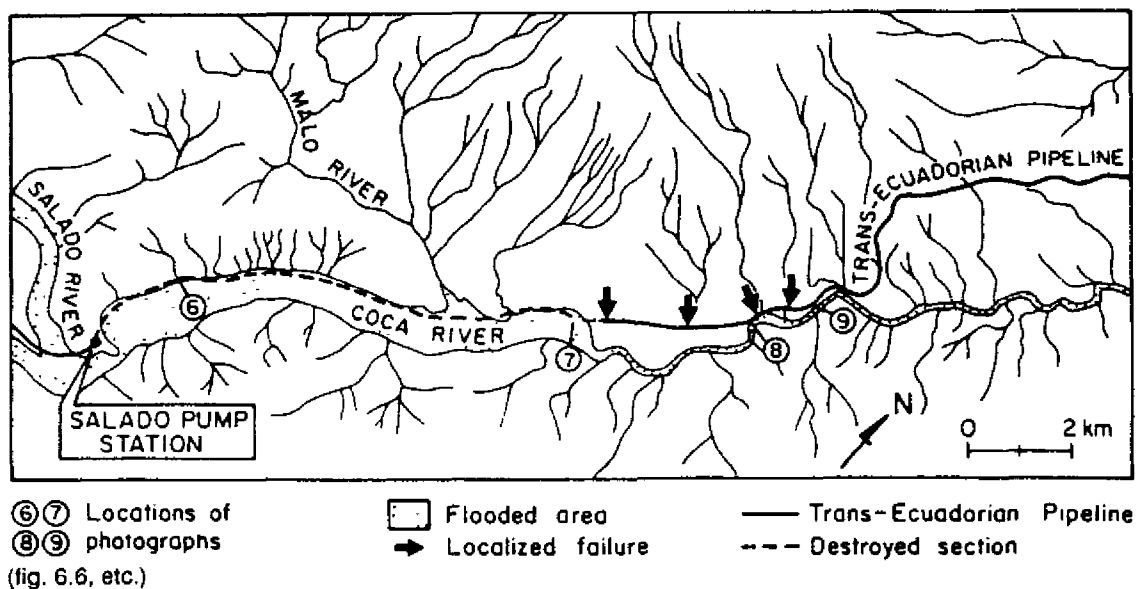 MALO RIVER
SALADO RIVER
TRANS-ECUADORIAN PIPELINE
⑥
COCA RIVER
⑦
⑧
⑨
SALADO PUMP
STATION
N
0 2 km
⑥⑦ Locations of
⑧⑨ photographs
(fig. 6.6, etc.)
Flooded area
Localized failure
Trans-Ecuadorian Pipeline
Destroyed section